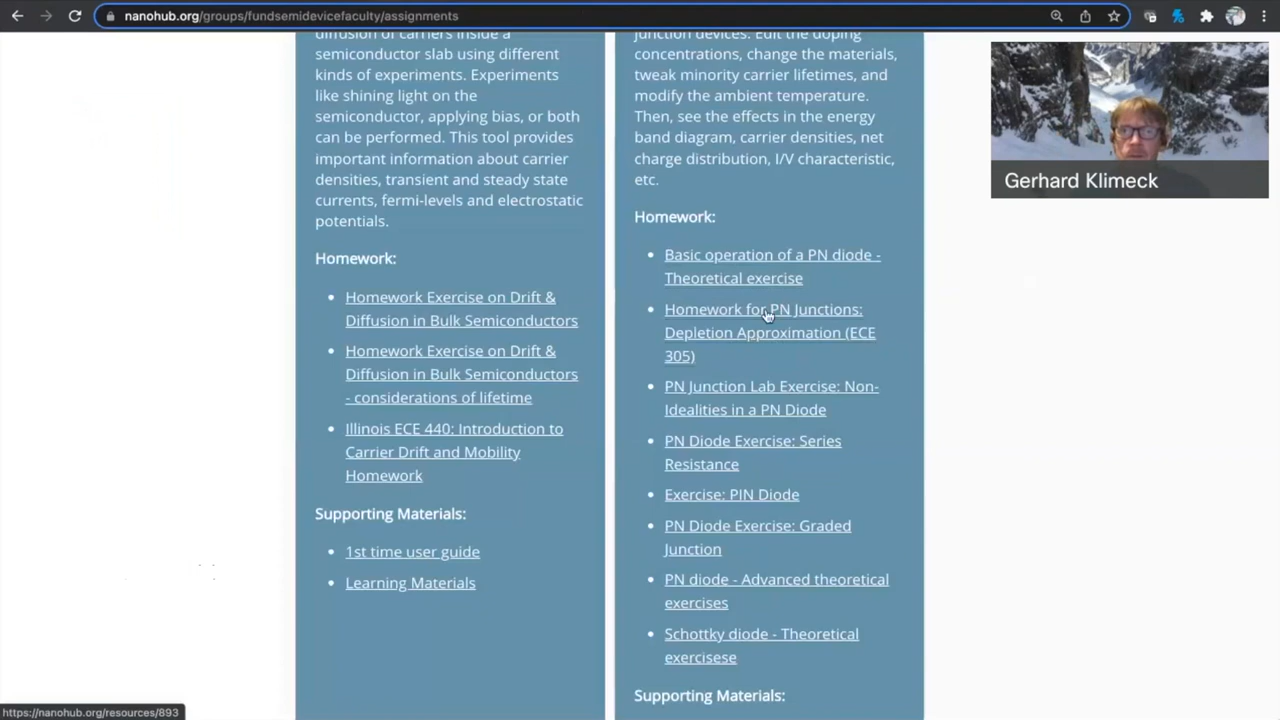 nanohub.org/groups/fundsemidevicefaculty/assignments
diffusion of carriers inside a
semiconductor slab using different
kinds of experiments. Experiments
like shining light on the
semiconductor, applying bias, or both
can be performed. This tool provides
important information about carrier
densities, transient and steady state
currents, fermi-levels and electrostatic
potentials.
Homework:
Homework Exercise on Drift &
Diffusion in Bulk Semiconductors
Homework Exercise on Drift &
Diffusion in Bulk Semiconductors
- considerations of lifetime
Illinois ECE 440: Introduction to
Carrier Drift and Mobility
Homework
Supporting Materials:
1st time user guide
Learning Materials
junction devices. Edit the doping
concentrations, change the materials,
tweak minority carrier lifetimes, and
modify the ambient temperature.
Then, see the effects in the energy
band diagram, carrier densities, net
charge distribution, I/V characteristic,
etc.
Homework:
Basic operation of a PN diode -
Theoretical exercise
Homework for PN Junctions:
Depletion Approximation (ECE
305)
PN Junction Lab Exercise: Non-
Idealities in a PN Diode
PN Diode Exercise: Series
Resistance
Exercise: PIN Diode
PN Diode Exercise: Graded
Junction
PN diode - Advanced theoretical
exercises
Schottky diode - Theoretical
exercisese
Supporting Materials:
Gerhard Klimeck
https://nanohub.org/resources/893